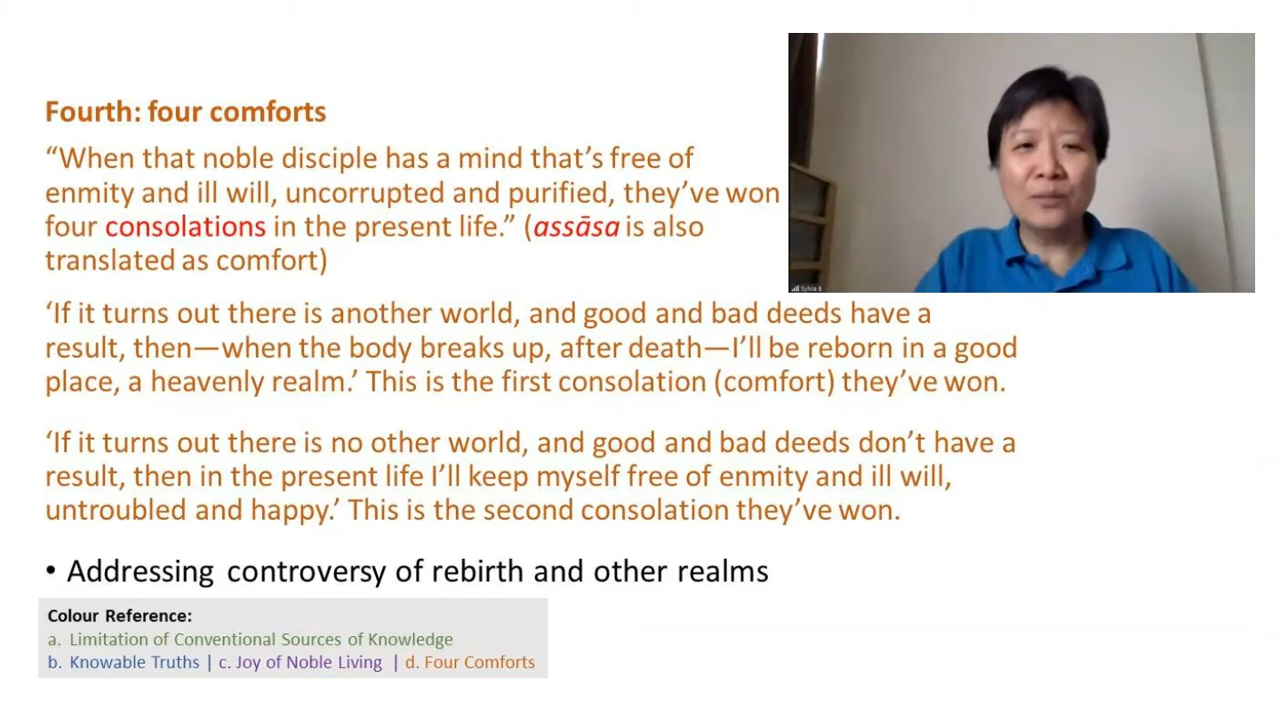 Fourth: four comforts
“When that noble disciple has a mind that’s free of
enmity and ill will, uncorrupted and purified, they’ve won
four consolations in the present life.” (assāsa is also
translated as comfort)
‘If it turns out there is another world, and good and bad deeds have a
result, then—when the body breaks up, after death—I’ll be reborn in a good
place, a heavenly realm.’ This is the first consolation (comfort) they’ve won.
‘If it turns out there is no other world, and good and bad deeds don’t have a
result, then in the present life I’ll keep myself free of enmity and ill will,
untroubled and happy.’ This is the second consolation they’ve won.
• Addressing controversy of rebirth and other realms
Colour Reference:
a. Limitation of Conventional Sources of Knowledge
b. Knowable Truths | c. Joy of Noble Living | d. Four Comforts